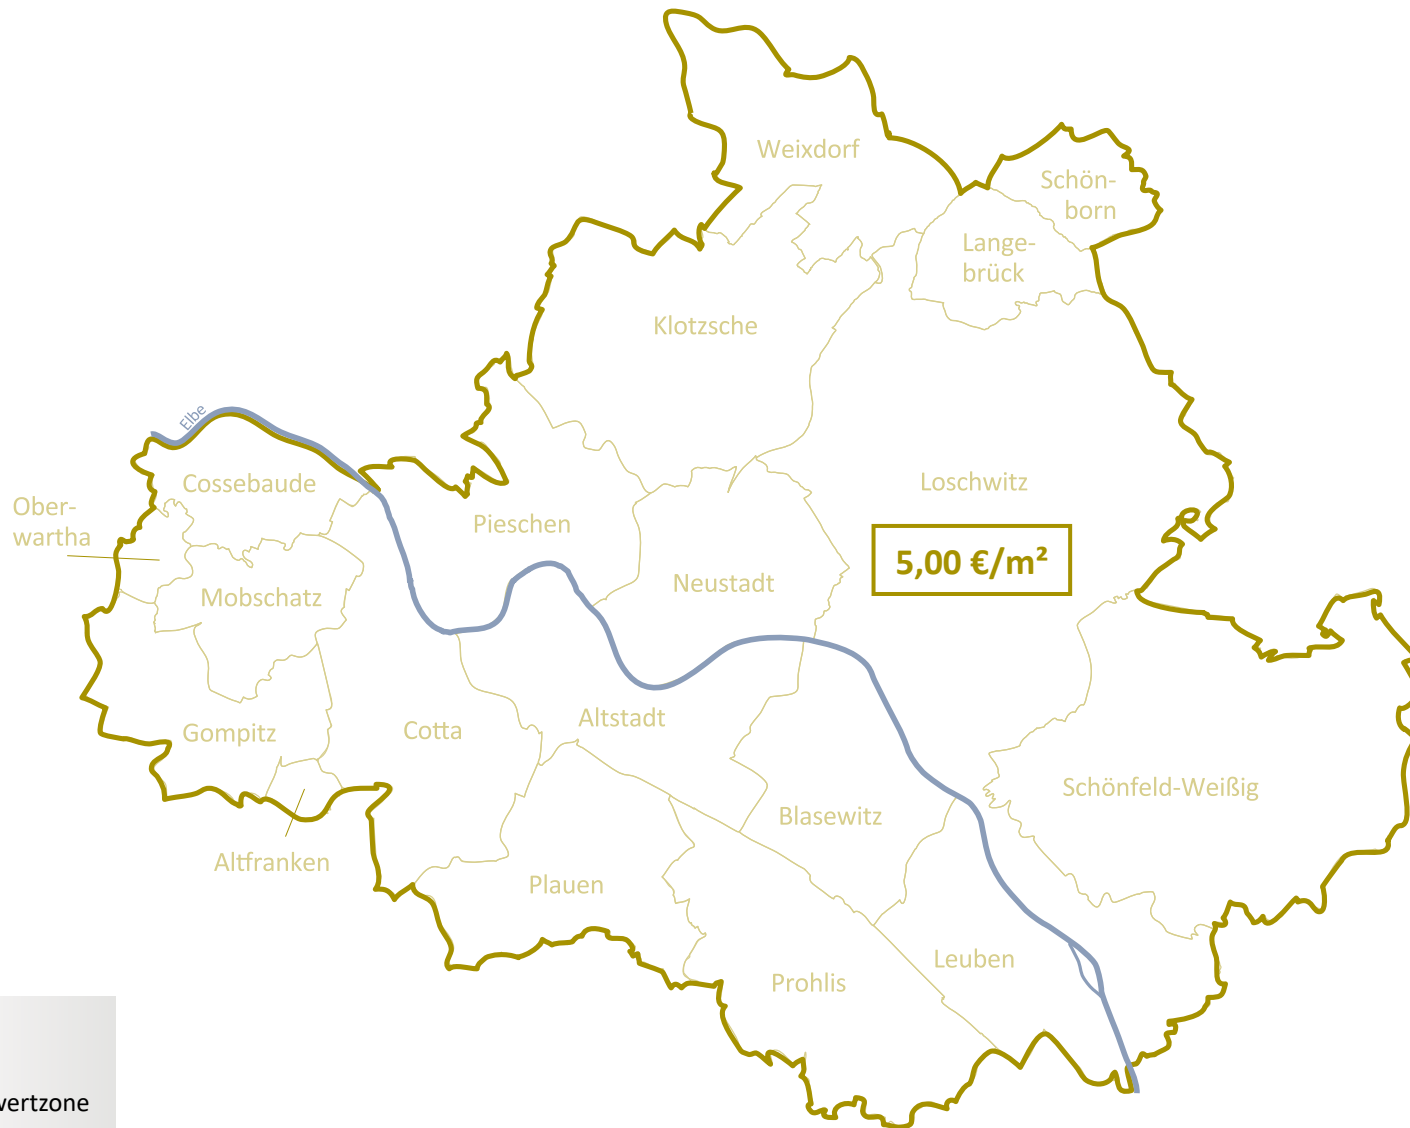 Weixdorf
Schön-
born
Lange-
brück
Klotzsche
Elbe
Cossebaude
Loschwitz
Ober-
wartha
Pieschen
5,00 €/m²
Neustadt
Mobschatz
Altstadt
Cotta
Gompitz
Schönfeld-Weißig
Blasewitz
Altfranken
Plauen
Leuben
Prohlis
vertzone